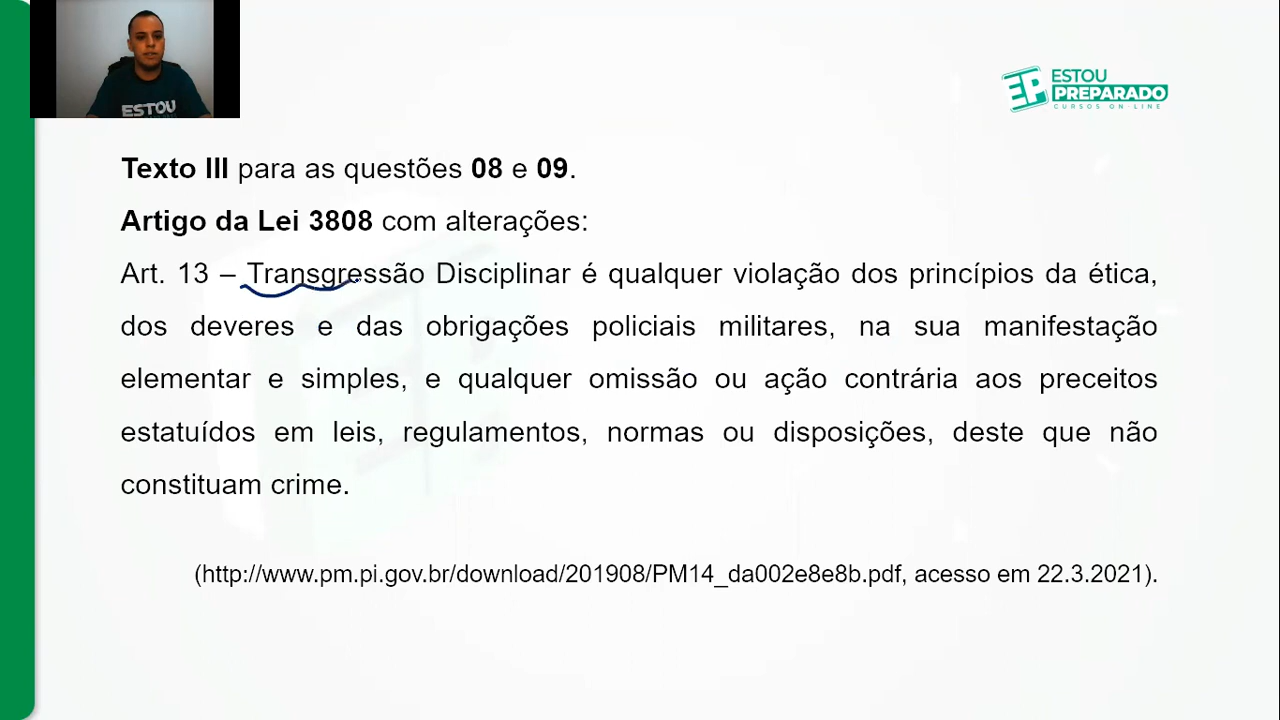 ESTOU
ESTOU
PREPARADO
CURSOS ON-LINE
Texto III para as questões 08 e 09.
Artigo da Lei 3808 com alterações:
Art. 13 – Transgressão Disciplinar é qualquer violação dos princípios da ética,
dos deveres e das obrigações policiais militares, na sua manifestação
elementar e simples, e qualquer omissão ou ação contrária aos preceitos
estatuídos em leis, regulamentos, normas ou disposições, deste que não
constituam crime.
(http://www.pm.pi.gov.br/download/201908/PM14_da002e8e8b.pdf, acesso em 22.3.2021).